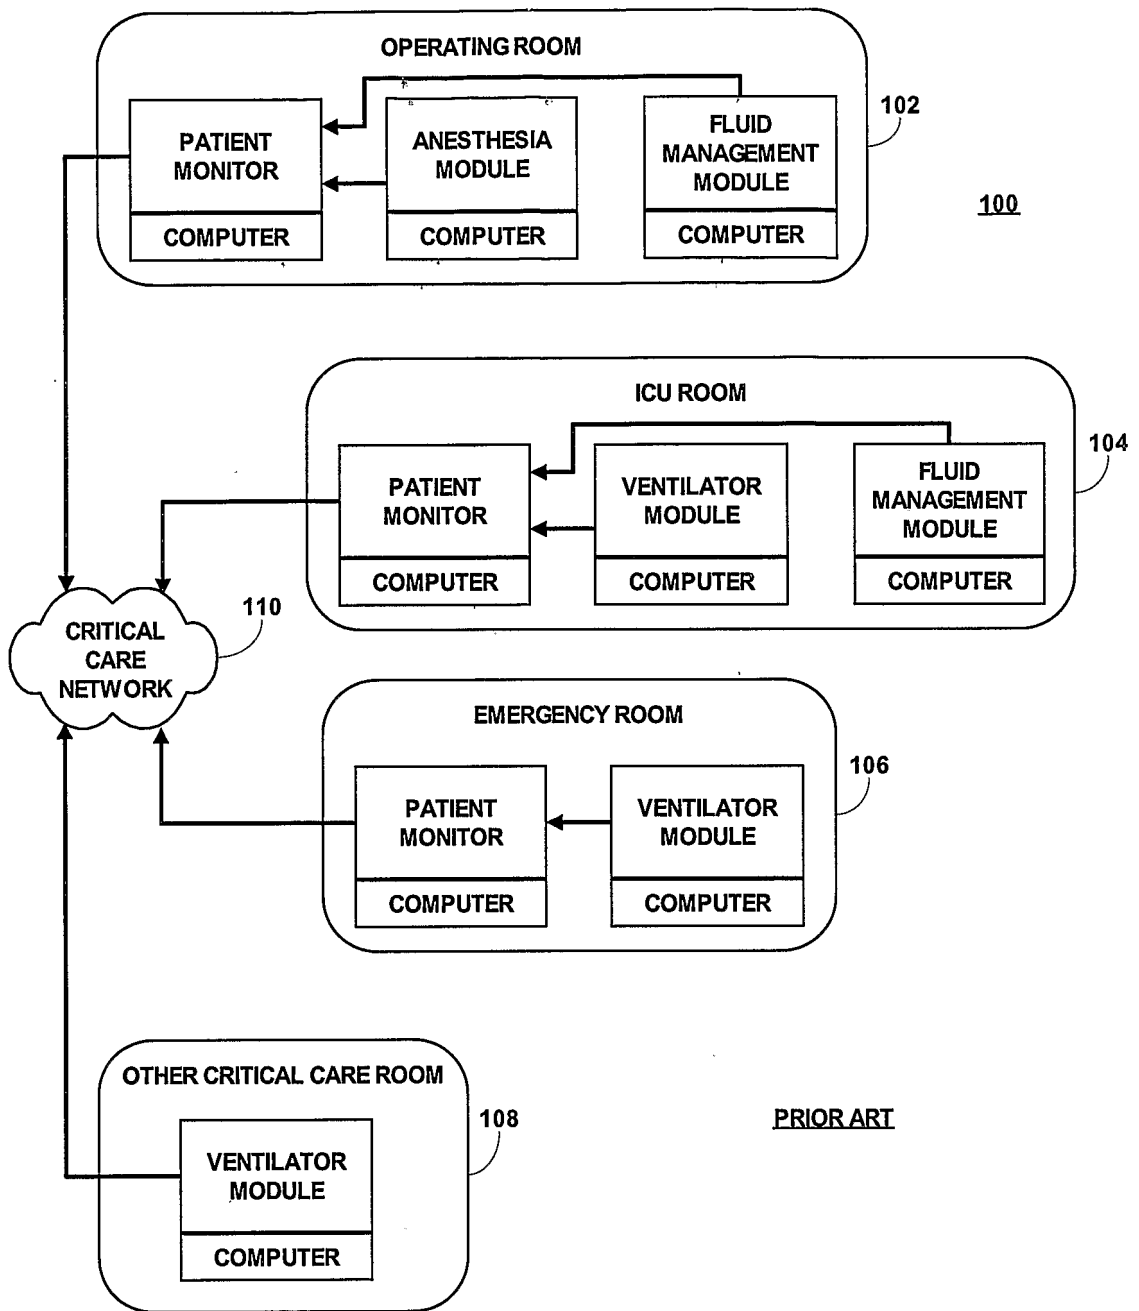 OPERATING ROOM
PATIENT
MONITOR
COMPUTER
ANESTHESIA
MODULE
COMPUTER
FLUID
MANAGEMENT
MODULE
COMPUTER
102
100
ICU ROOM
PATIENT
MONITOR
COMPUTER
VENTILATOR
MODULE
COMPUTER
FLUID
MANAGEMENT
MODULE
COMPUTER
104
CRITICAL
CARE
NETWORK
110
EMERGENCY ROOM
PATIENT
MONITOR
COMPUTER
VENTILATOR
MODULE
COMPUTER
106
OTHER CRITICAL CARE ROOM
VENTILATOR
MODULE
COMPUTER
108
PRIOR ART